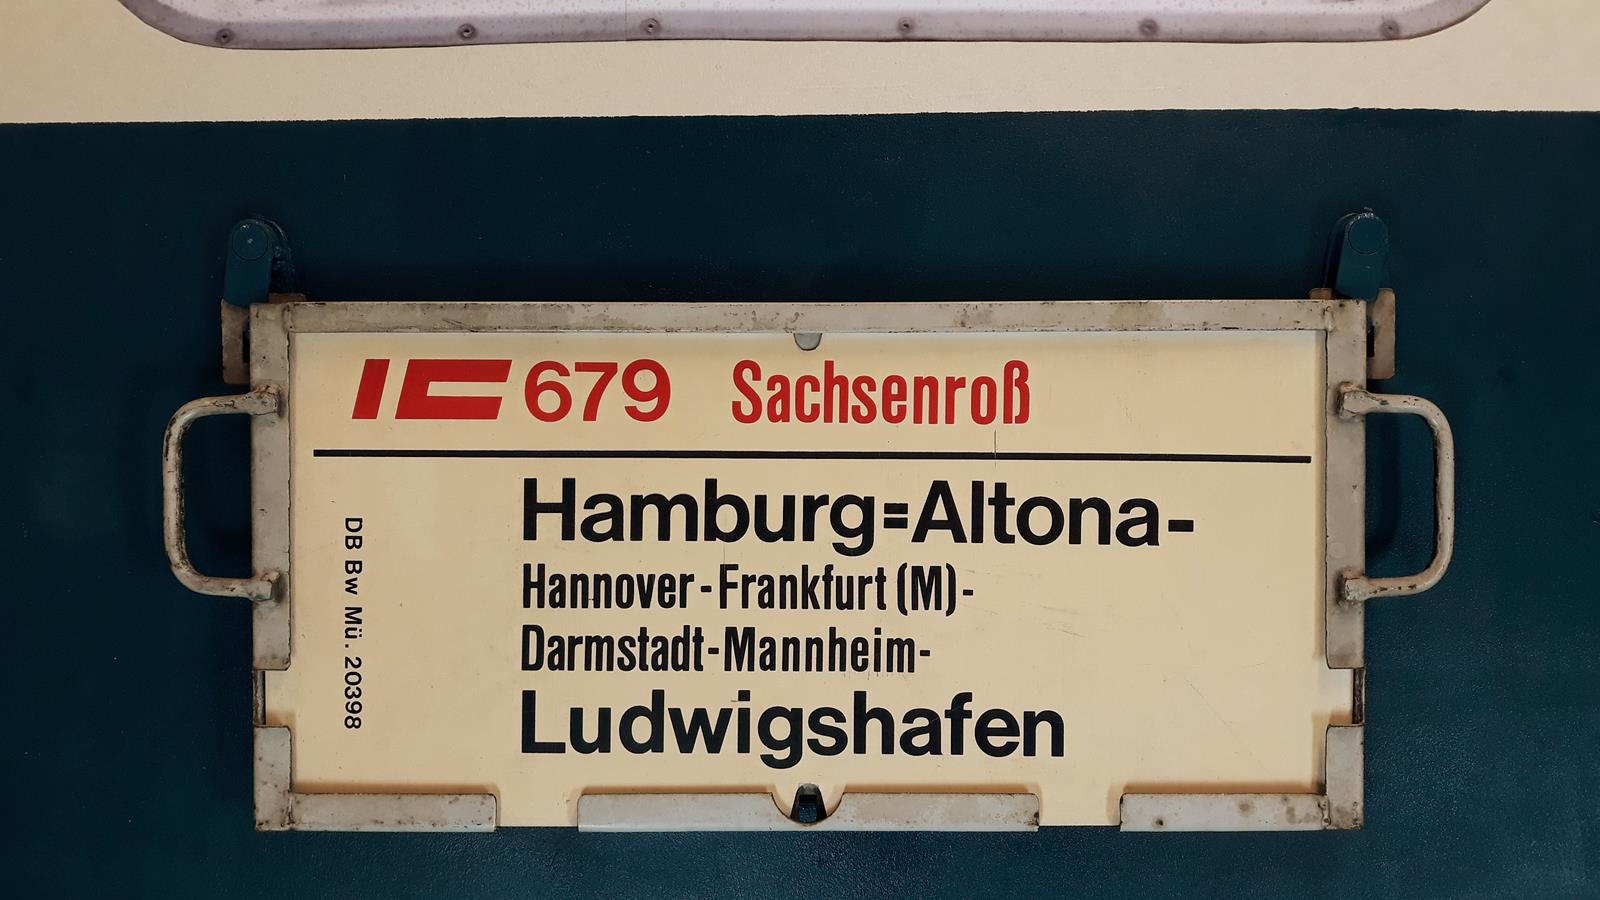 IC 679 Sachsenroß
Hamburg=Altona-
Hannover-Frankfurt (M)-
Darmstadt-Mannheim-
Ludwigshafen
DB Bw Mü. 20398